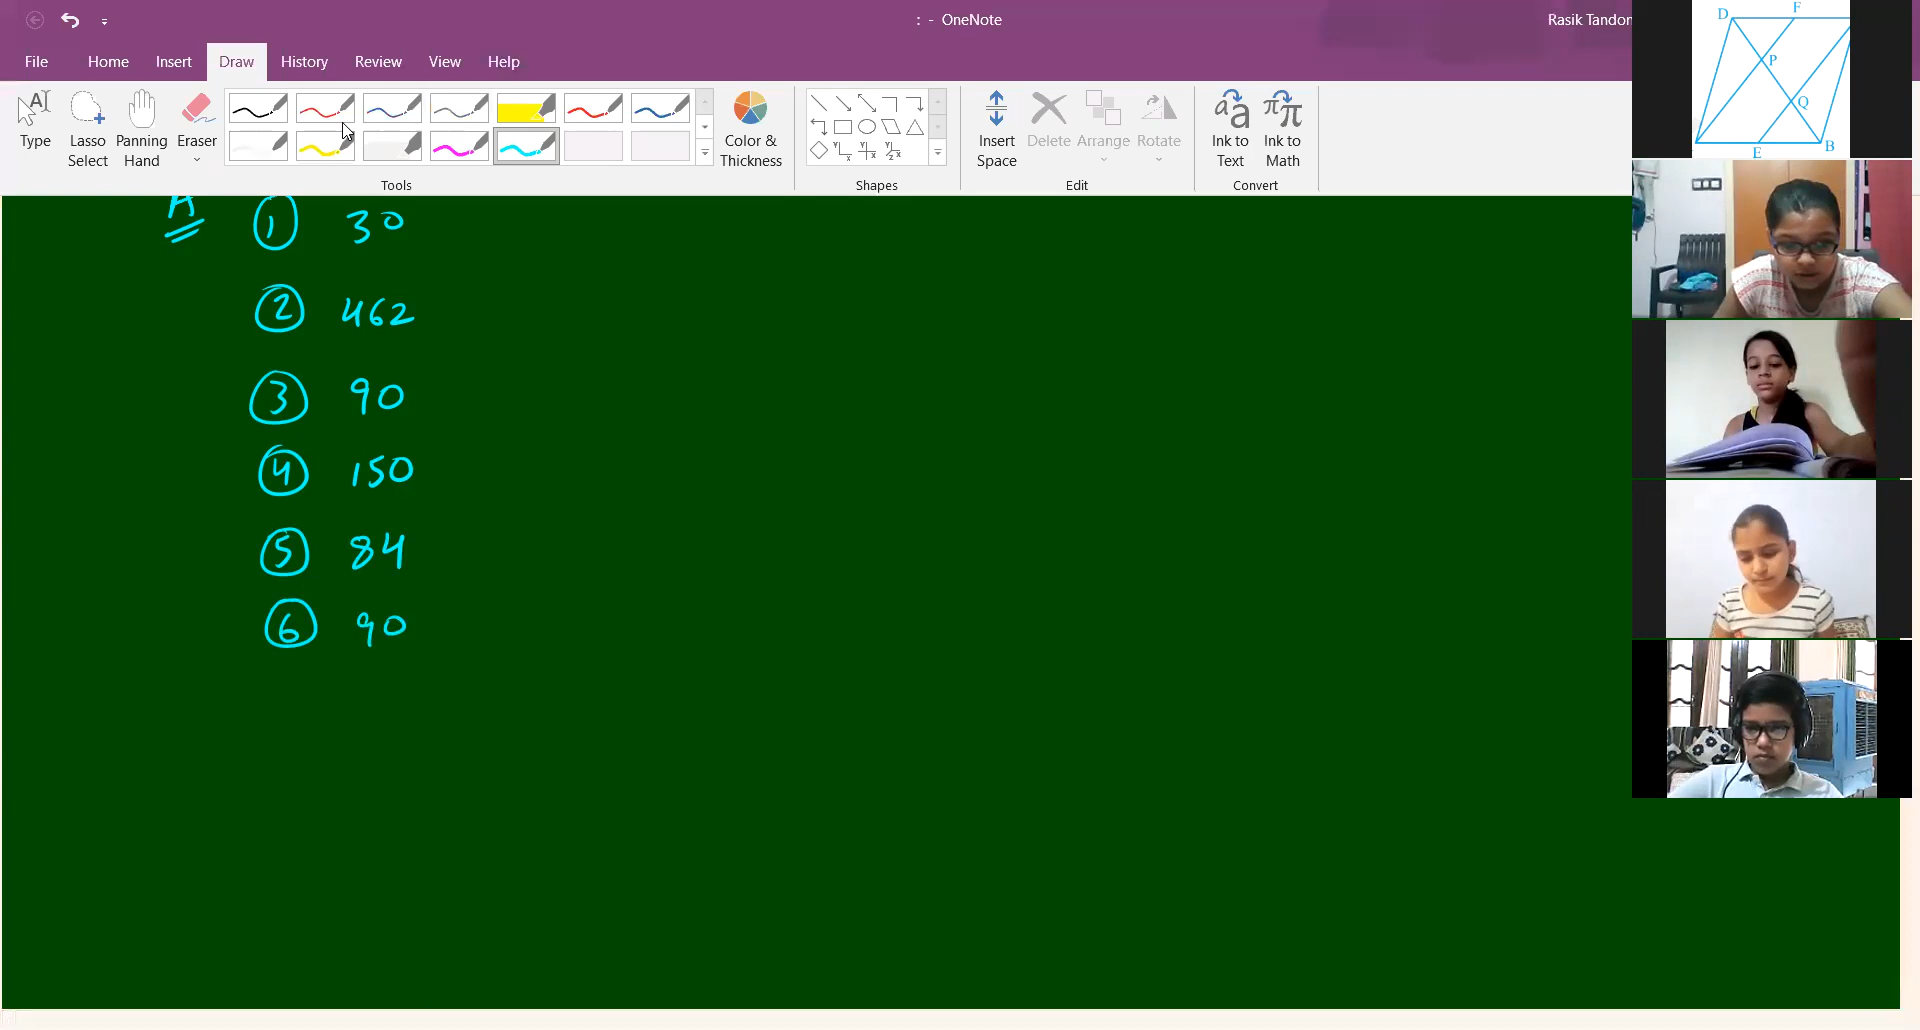 : - OneNote
Rasik Tandon
File Home Insert Draw History Review View Help
Type
Lasso Select
Panning Hand
Eraser
Color & Thickness
Insert Space
Delete
Arrange
Rotate
Ink to Text
Ink to Math
Tools
Shapes
Edit
Convert
A
1 30
2 462
3 90
4 150
5 84
6 90
D F
P
Q
E B